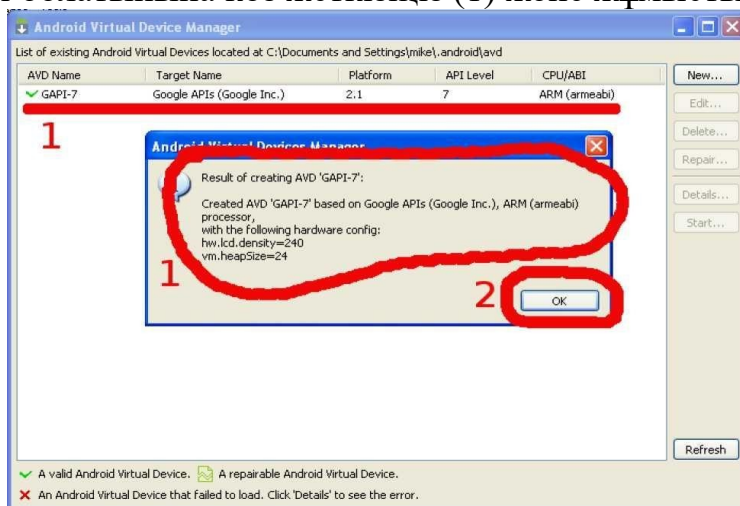 (1)
Android Virtual Device Manager
List of existing Android Virtual Devices located at C:\Documents and Settings\mike\.android\avd
AVD Name Target Name Platform API Level CPU/ABI
GAPI-7 Google APIs (Google Inc.) 2.1 7 ARM (armeabi)
New...
Edit...
Delete...
Repair...
Details...
Start...
1
Android Virtual Devices Manager
Result of creating AVD 'GAPI-7':
Created AVD 'GAPI-7' based on Google APIs (Google Inc.), ARM (armeabi)
processor,
with the following hardware config:
hw.lcd.density=240
vm.heapSize=24
1
2
OK
Refresh
A valid Android Virtual Device. A repairable Android Virtual Device.
An Android Virtual Device that failed to load. Click 'Details' to see the error.